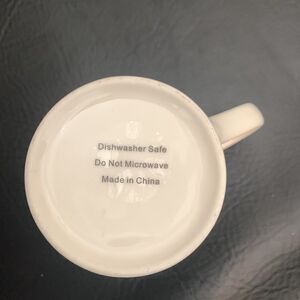 Dishwasher Safe
Do Not Microwave
Made in China